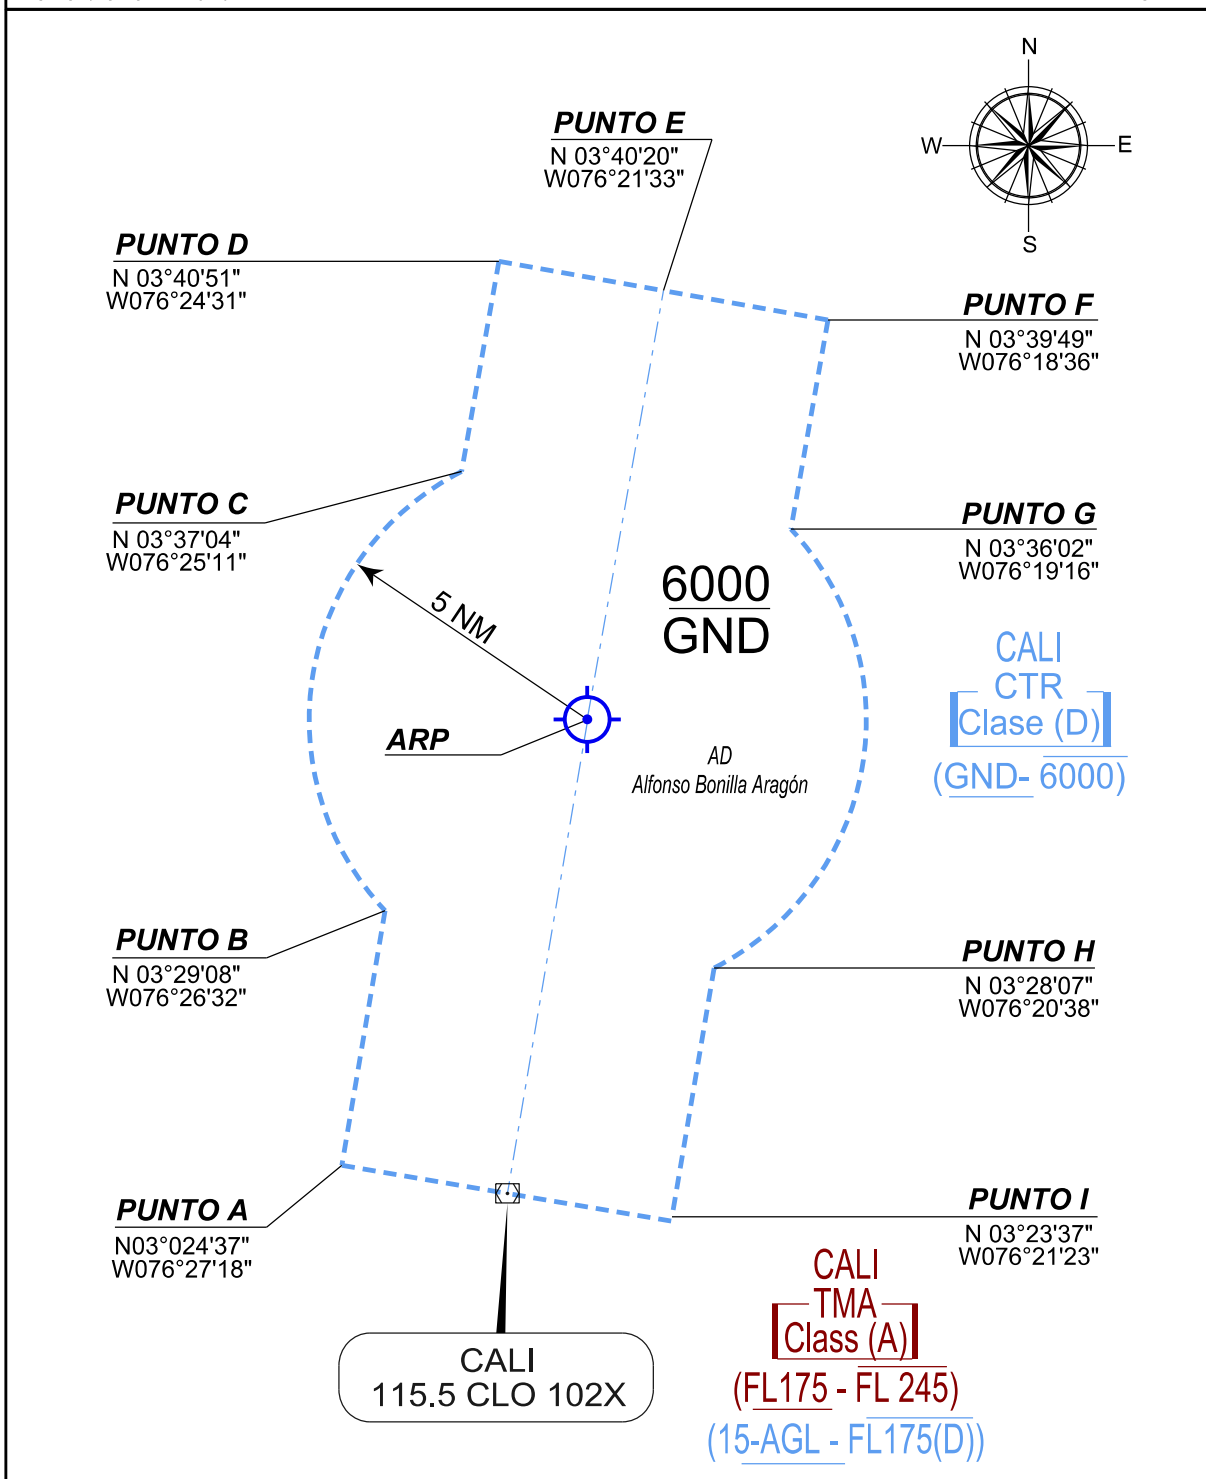 N
W
E
S
PUNTO E
N 03°40'20"
W076°21'33"
PUNTO D
N 03°40'51"
W076°24'31"
PUNTO F
N 03°39'49"
W076°18'36"
PUNTO C
N 03°37'04"
W076°25'11"
PUNTO G
N 03°36'02"
W076°19'16"
5 NM
6000
GND
CALI
CTR
Clase (D)
(GND- 6000)
ARP
AD
Alfonso Bonilla Aragón
PUNTO B
N 03°29'08"
W076°26'32"
PUNTO H
N 03°28'07"
W076°20'38"
PUNTO A
N03°024'37"
W076°27'18"
PUNTO I
N 03°23'37"
W076°21'23"
CALI
115.5 CLO 102X
CALI
TMA
Class (A)
(FL175 - FL 245)
(15-AGL - FL175(D))